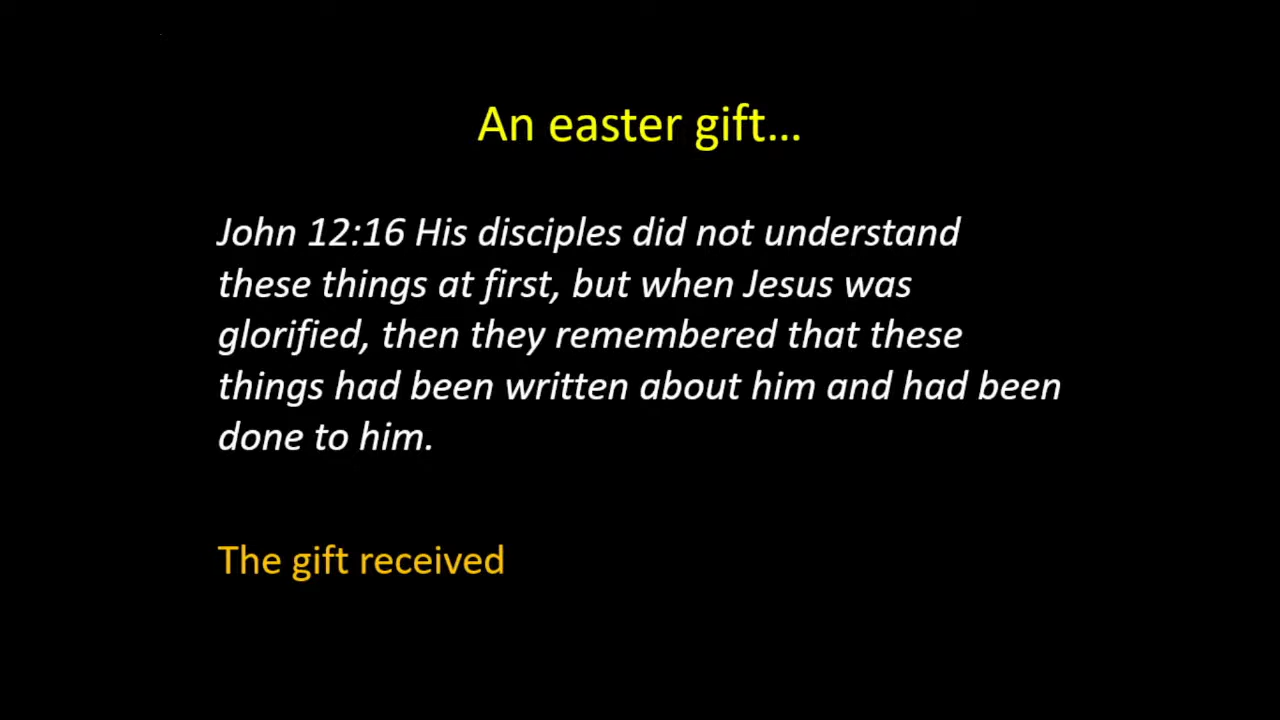 An easter gift...
John 12:16 His disciples did not understand
these things at first, but when Jesus was
glorified, then they remembered that these
things had been written about him and had been
done to him.
The gift received